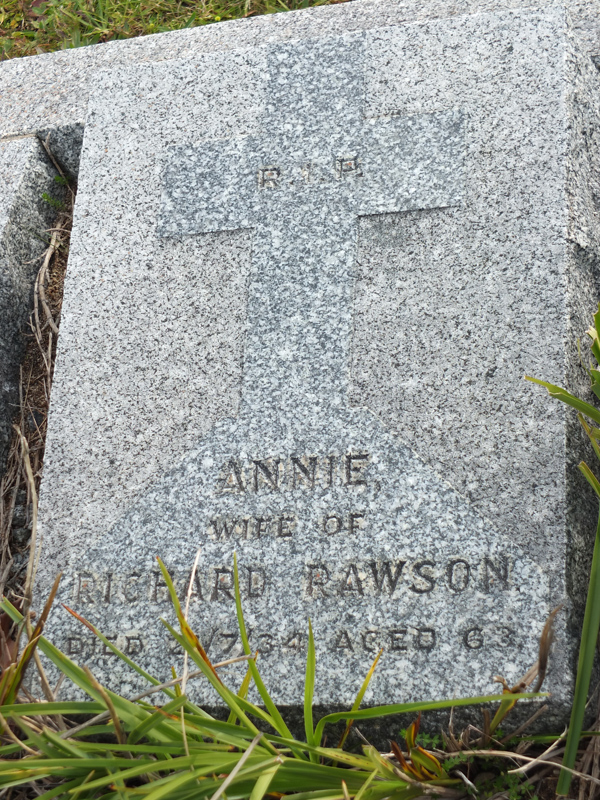 R.I.P.
ANNIE,
WIFE OF
RICHARD RAWSON.
DIED AGED 63